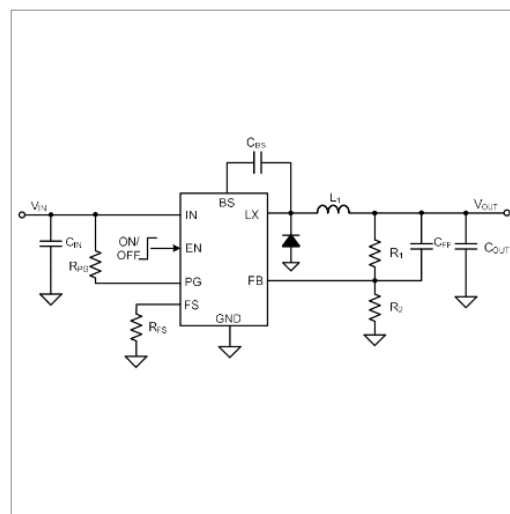 CBS
BS
L1
VIN
IN
LX
VOUT
CIN
ON/
OFF
EN
R1
CFF
COUT
RPG
PG
FB
FS
R2
RFS
GND